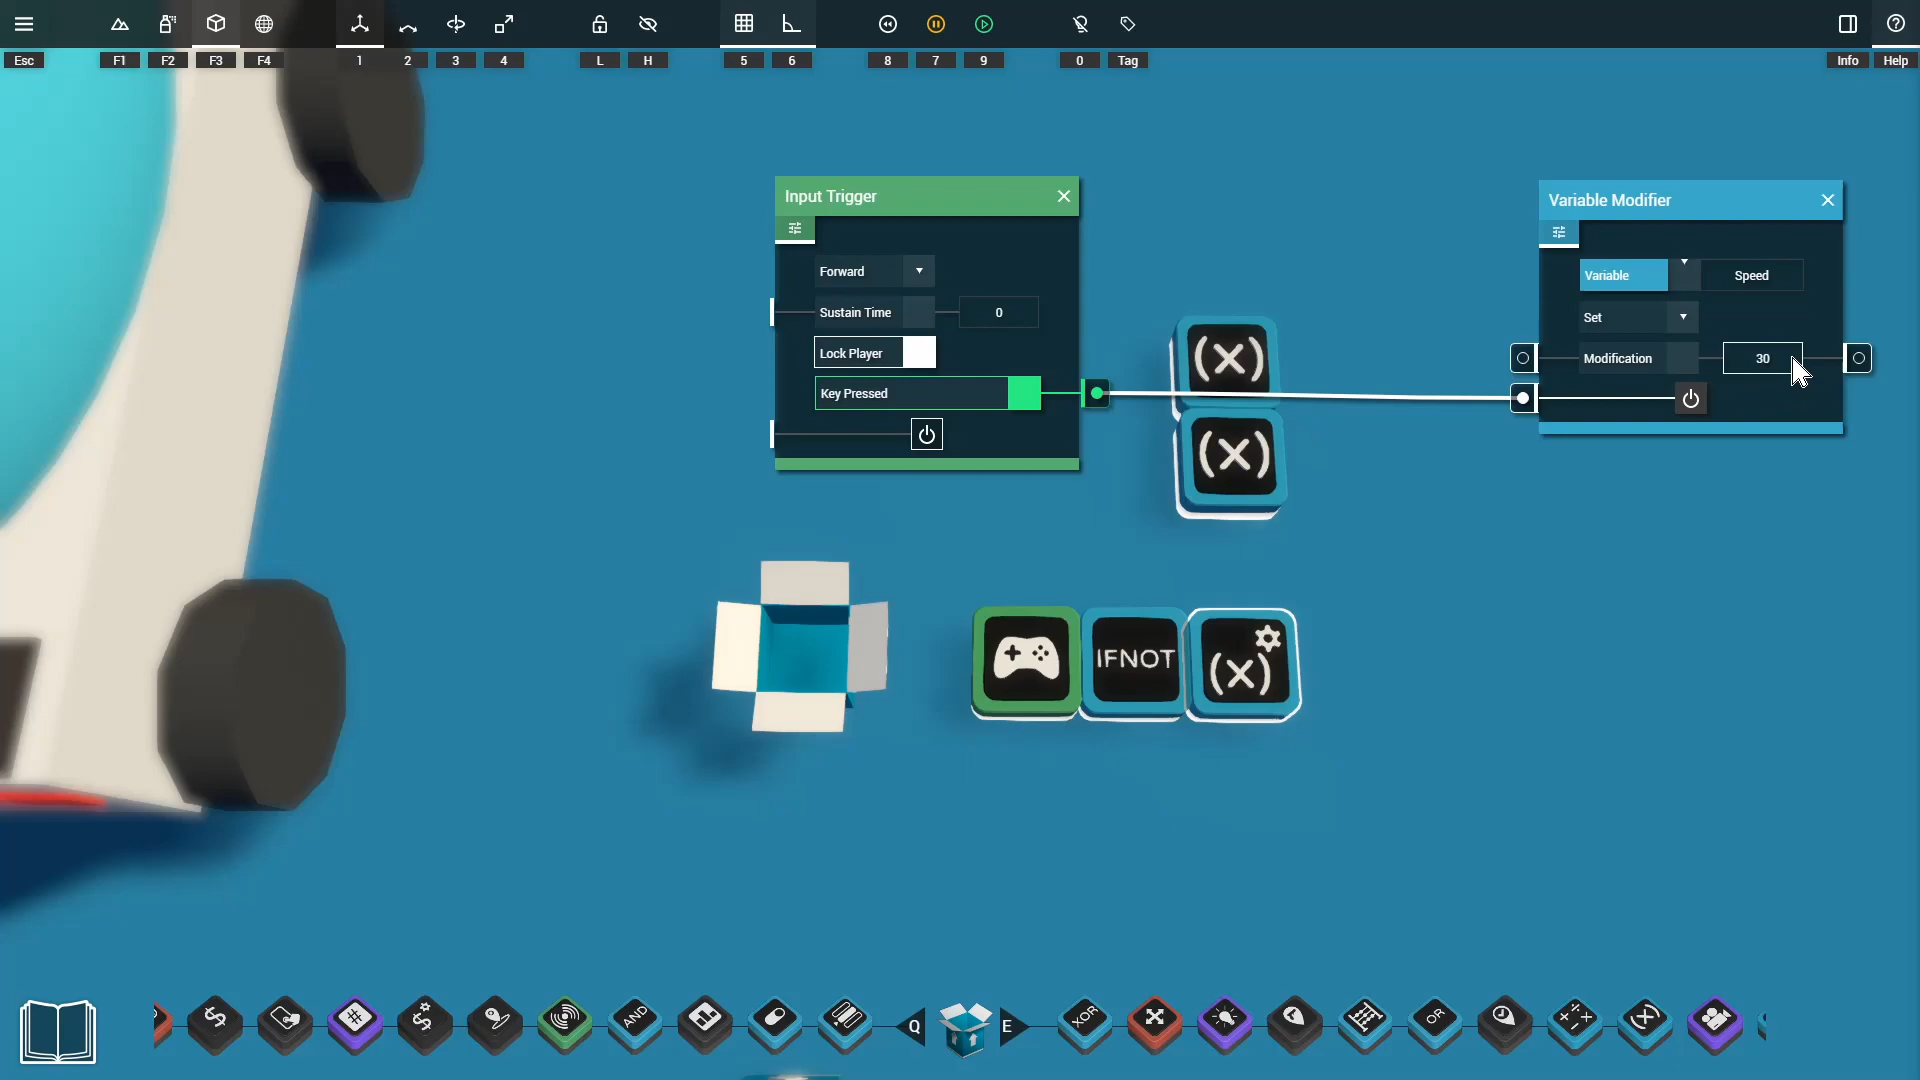 Esc
F1
F2
F3
F4
1
2
3
4
L
H
5
6
8
7
9
0
Tag
Info
Help
Input Trigger
Forward
Sustain Time
0
Lock Player
Key Pressed
Variable Modifier
Variable
Speed
Set
Modification
30
(X)
(X)
IFNOT
(X)
AND
Q
E
XOR
OR
(X)